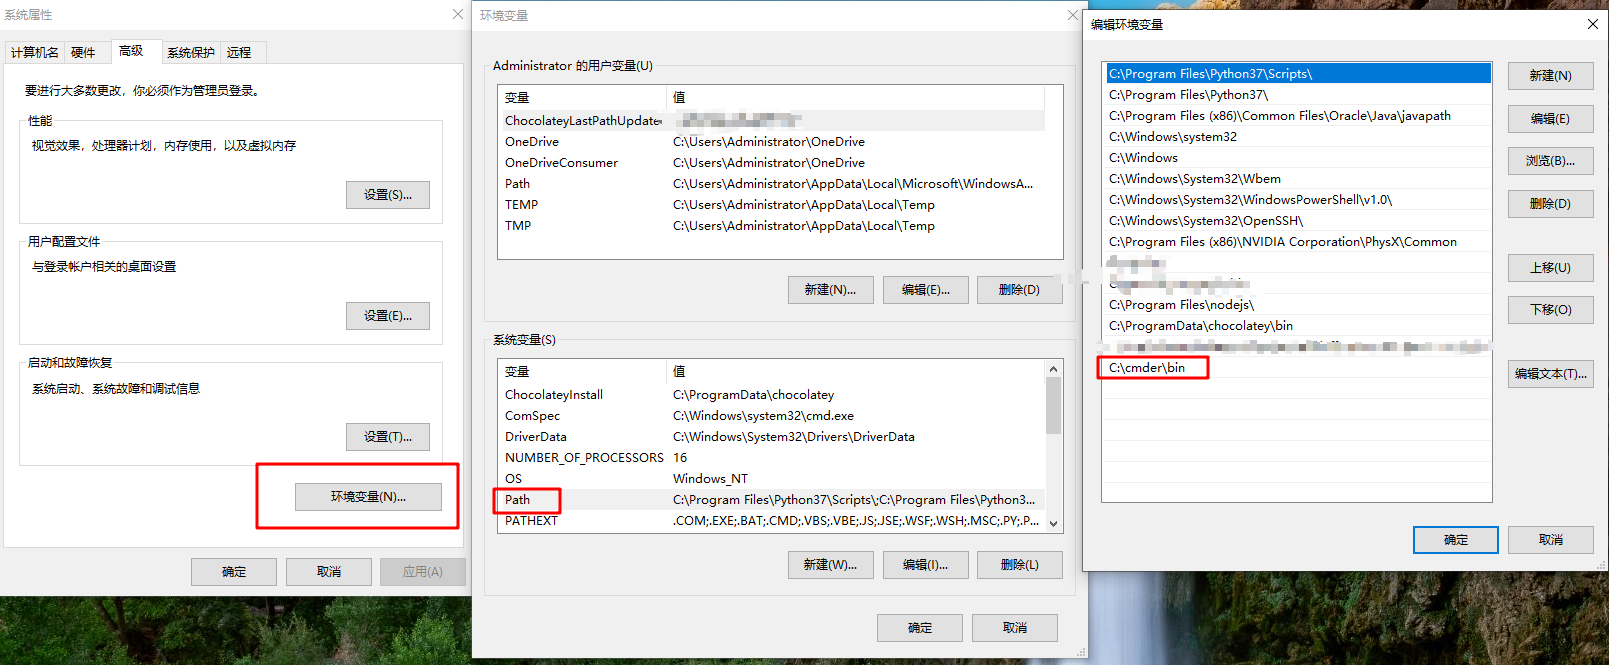 系统属性
计算机名
硬件
高级
系统保护
远程
要进行大多数更改，你必须作为管理员登录。
性能
视觉效果，处理器计划，内存使用，以及虚拟内存
设置(S)...
用户配置文件
与登录帐户相关的桌面设置
设置(E)...
启动和故障恢复
系统启动、系统故障和调试信息
设置(T)...
环境变量(N)...
确定
取消
应用(A)
环境变量
Administrator 的用户变量(U)
变量 值
ChocolateyLastPathUpdate
OneDrive C:\Users\Administrator\OneDrive
OneDriveConsumer C:\Users\Administrator\OneDrive
Path C:\Users\Administrator\AppData\Local\Microsoft\WindowsA...
TEMP C:\Users\Administrator\AppData\Local\Temp
TMP C:\Users\Administrator\AppData\Local\Temp
新建(N)...
编辑(E)...
删除(D)
系统变量(S)
变量 值
ChocolateyInstall C:\ProgramData\chocolatey
ComSpec C:\Windows\system32\cmd.exe
DriverData C:\Windows\System32\Drivers\DriverData
NUMBER_OF_PROCESSORS 16
OS Windows_NT
Path C:\Program Files\Python37\Scripts\;C:\Program Files\Python3...
PATHEXT .COM;.EXE;.BAT;.CMD;.VBS;.VBE;.JS;.JSE;.WSF;.WSH;.MSC;.PY;.P...
新建(W)...
编辑(I)...
删除(L)
确定
取消
编辑环境变量
C:\Program Files\Python37\Scripts\
C:\Program Files\Python37\
C:\Program Files (x86)\Common Files\Oracle\Java\javapath
C:\Windows\system32
C:\Windows
C:\Windows\System32\Wbem
C:\Windows\System32\WindowsPowerShell\v1.0\
C:\Windows\System32\OpenSSH\
C:\Program Files (x86)\NVIDIA Corporation\PhysX\Common
C:\Program Files\nodejs\
C:\ProgramData\chocolatey\bin
C:\cmder\bin
新建(N)
编辑(E)
浏览(B)...
删除(D)
上移(U)
下移(O)
编辑文本(T)...
确定
取消